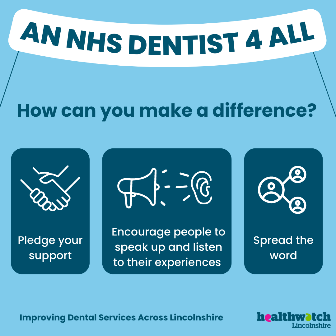 AN NHS DENTIST 4 ALL
How can you make a difference?
Pledge your
support
Encourage people to
speak up and listen
to their experiences
Spread the
word
Improving Dental Services Across Lincolnshire
healthwatch
Lincolnshire